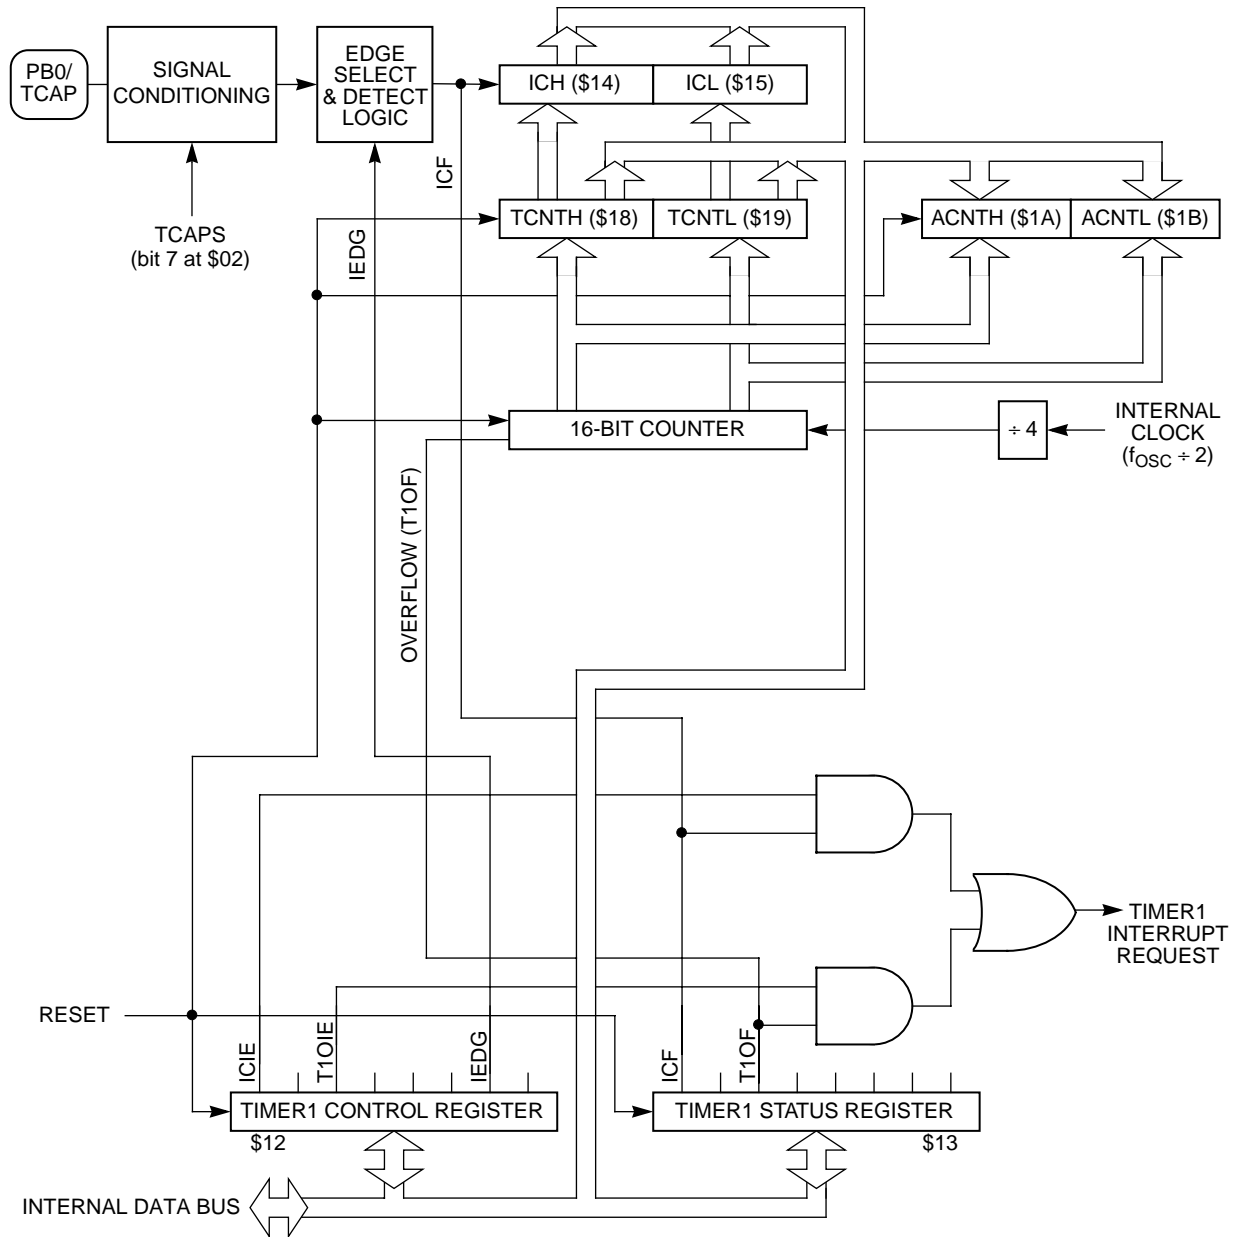 PB0/
TCAP
SIGNAL
CONDITIONING
EDGE
SELECT
& DETECT
LOGIC
ICH ($14)
ICL ($15)
ICF
TCNTH ($18)
TCNTL ($19)
ACNTH ($1A)
ACNTL ($1B)
TCAPS
(bit 7 at $02)
IEDG
16-BIT COUNTER
÷ 4
INTERNAL
CLOCK
(fOSC ÷ 2)
OVERFLOW (T1OF)
TIMER1
INTERRUPT
REQUEST
RESET
ICIE
T1OIE
IEDG
ICF
T1OF
TIMER1 CONTROL REGISTER
TIMER1 STATUS REGISTER
$12
$13
INTERNAL DATA BUS